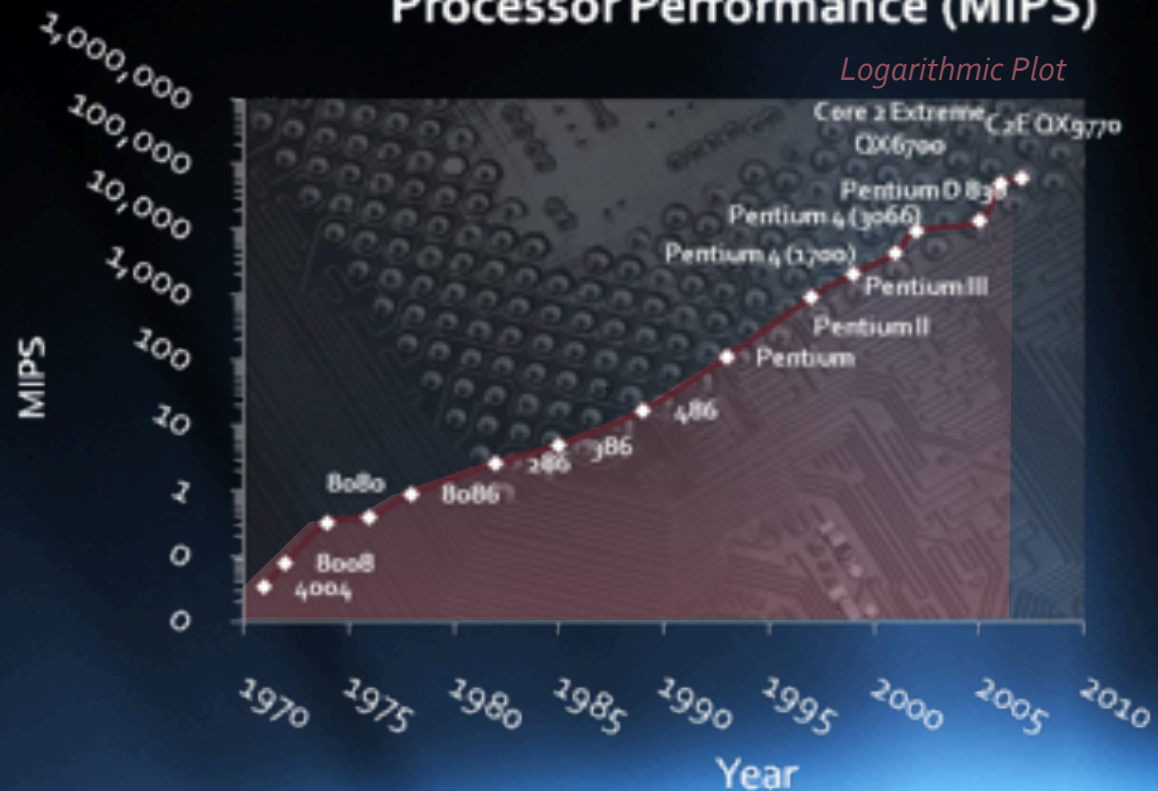 Processor Performance (MIPS)
Logarithmic Plot
1,000,000
100,000
10,000
1,000
100
10
1
0
0
MIPS
Core 2 Extreme
QX6700
C2E QX9770
Pentium D 838
Pentium 4 (3066)
Pentium 4 (1700)
Pentium III
Pentium II
Pentium
486
386
286
8086
8080
8008
4004
1970
1975
1980
1985
1990
1995
2000
2005
2010
Year